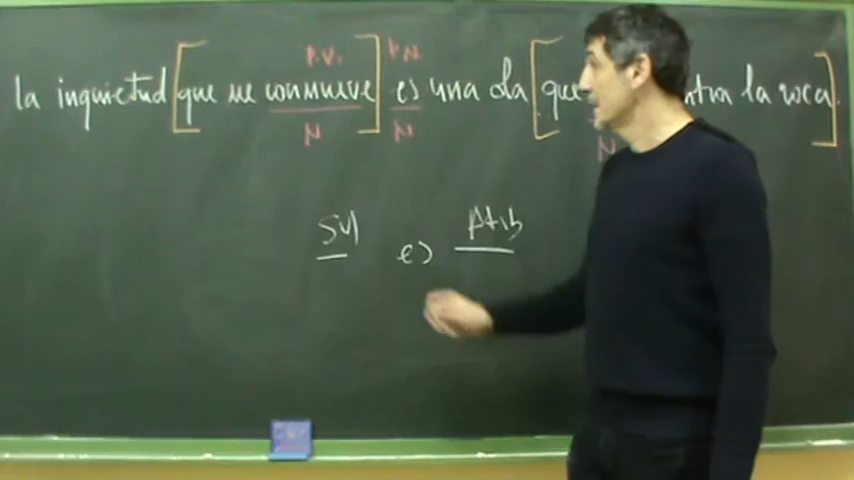 P.V. P.N.
la inquietud [que me conmueve] es una ola [que contra la roca]
N N N
Suj es Atrib